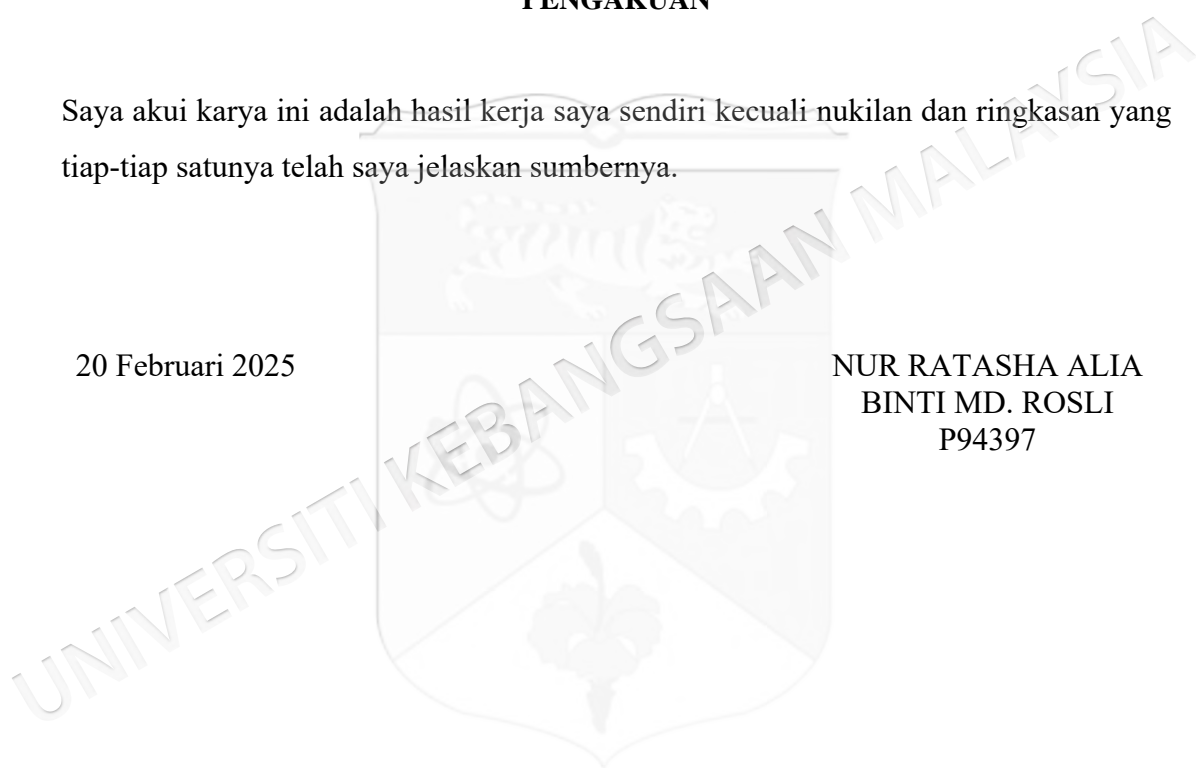 PENGAKUAN
Saya akui karya ini adalah hasil kerja saya sendiri kecuali nukilan dan ringkasan yang
tiap-tiap satunya telah saya jelaskan sumbernya.
20 Februari 2025
NUR RATASHA ALIA
BINTI MD. ROSLI
P94397
UNIVERSITI KEBANGSAAN MALAYSIA